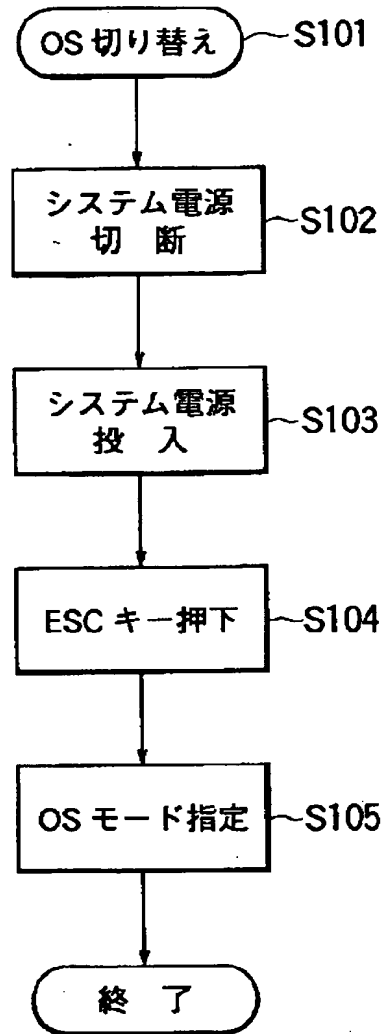 OS 切り替え
S101
システム電源
切 断
S102
システム電源
投 入
S103
ESC キー押下
S104
OS モード指定
S105
終 了